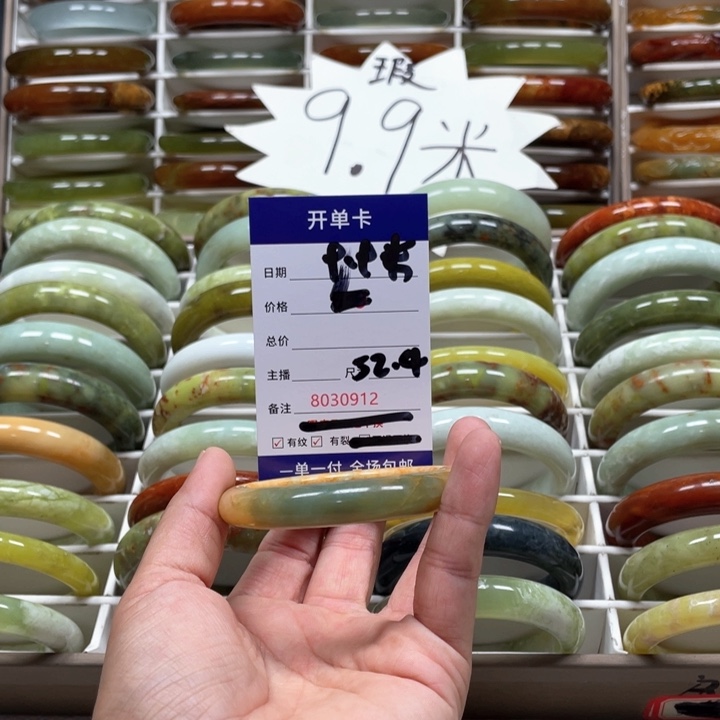 瑕
9.9米
开单卡
日期
价格
总价
主播 尺 52.4
备注 8030912
☑有纹 ☑有裂
一单一付 全场包邮